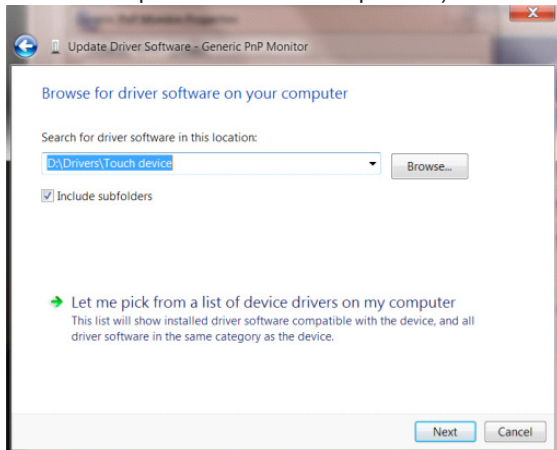 Update Driver Software - Generic PnP Monitor
Browse for driver software on your computer
Search for driver software in this location:
D:\Drivers\Touch device
Browse...
Include subfolders
Let me pick from a list of device drivers on my computer
This list will show installed driver software compatible with the device, and all
driver software in the same category as the device.
Next Cancel